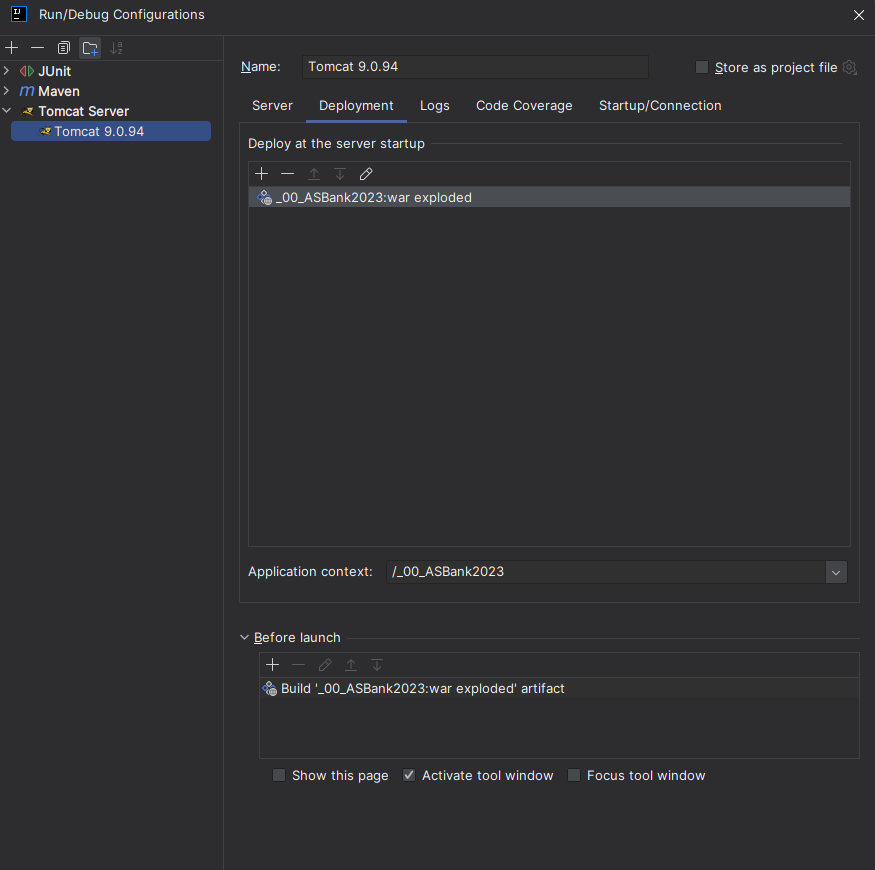 Run/Debug Configurations
JUnit
Maven
Tomcat Server
Tomcat 9.0.94
Name: Tomcat 9.0.94 Store as project file
Server Deployment Logs Code Coverage Startup/Connection
Deploy at the server startup
_00_ASBank2023:war exploded
Application context: /_00_ASBank2023
Before launch
Build '_00_ASBank2023:war exploded' artifact
Show this page Activate tool window Focus tool window